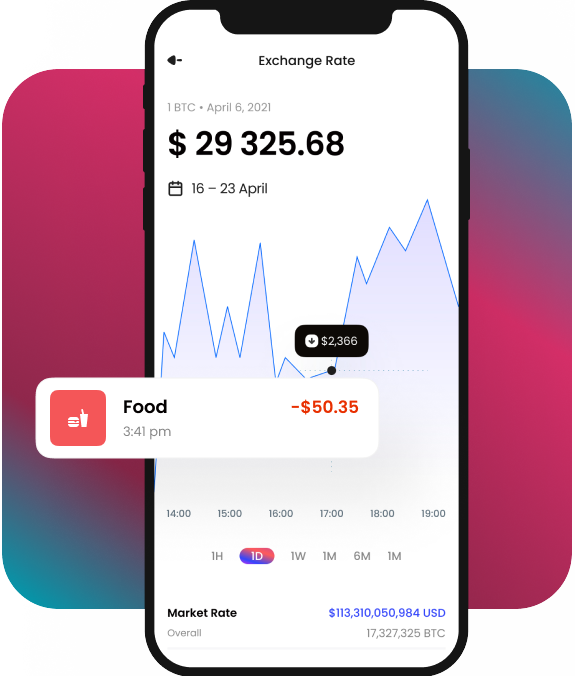 Exchange Rate
1 BTC • April 6, 2021
$ 29 325.68
16 – 23 April
$2,366
Food -$50.35
3:41 pm
14:00 15:00 16:00 17:00 18:00 19:00
1H 1D 1W 1M 6M 1M
Market Rate $113,310,050,984 USD
Overall 17,327,325 BTC